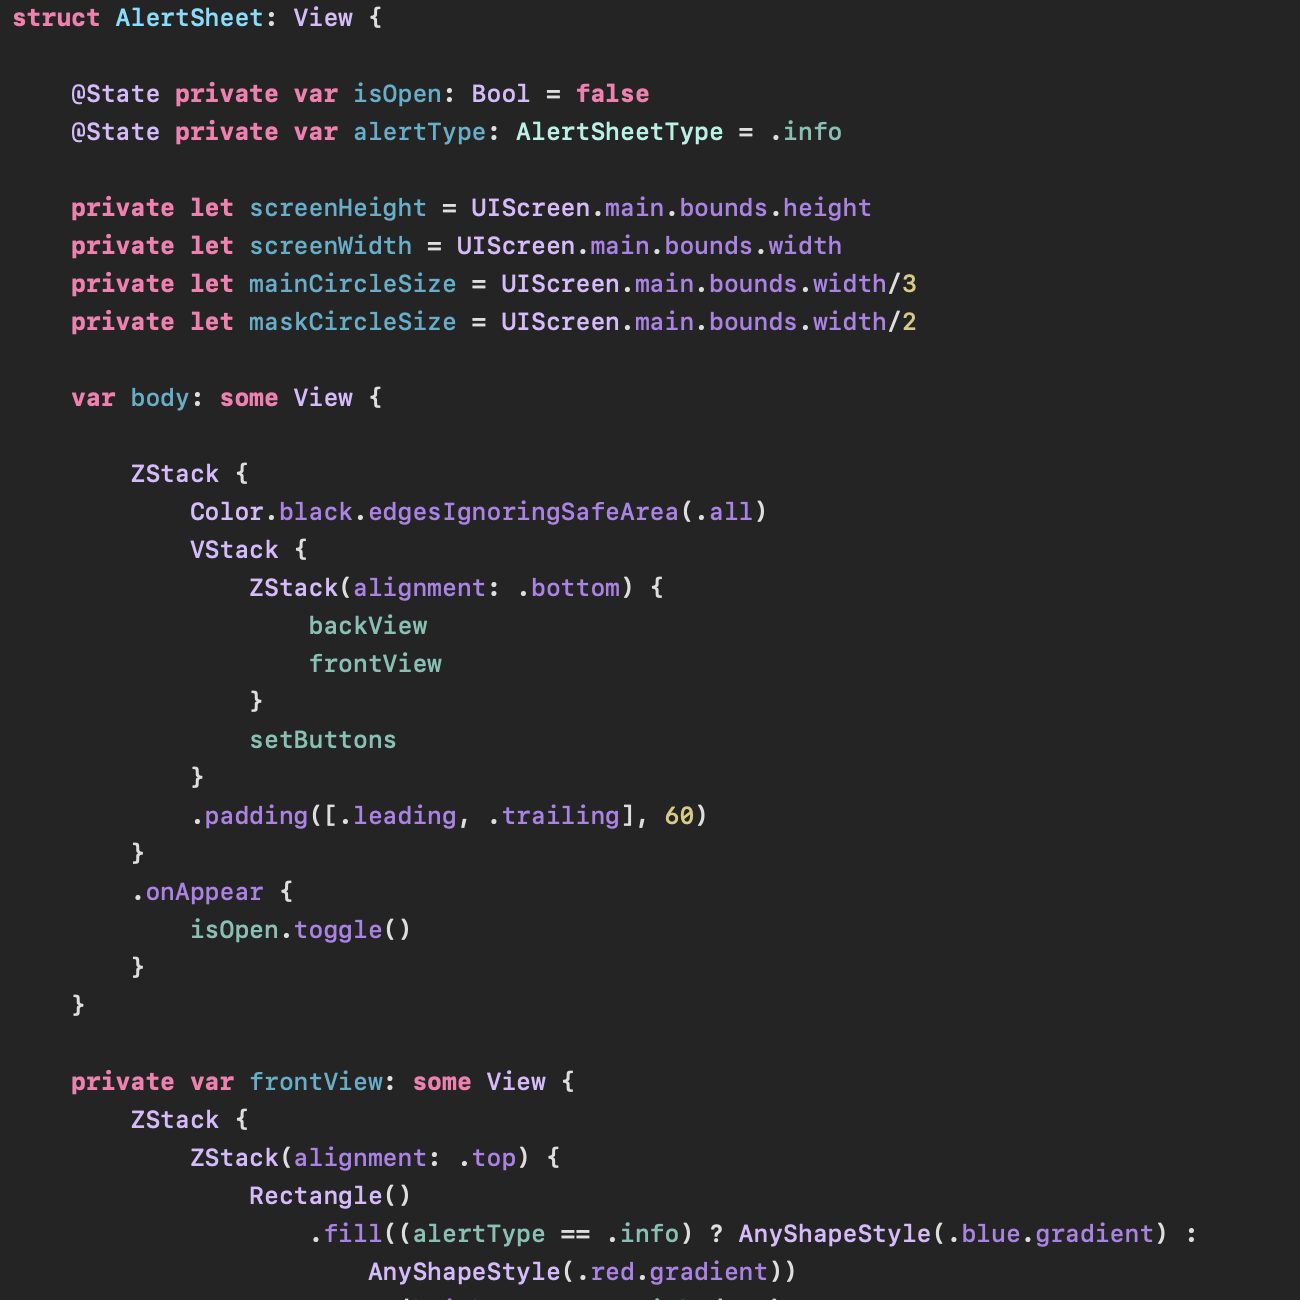 struct AlertSheet: View {
@State private var isOpen: Bool = false
@State private var alertType: AlertSheetType = .info
private let screenHeight = UIScreen.main.bounds.height
private let screenWidth = UIScreen.main.bounds.width
private let mainCircleSize = UIScreen.main.bounds.width/3
private let maskCircleSize = UIScreen.main.bounds.width/2
var body: some View {
ZStack {
Color.black.edgesIgnoringSafeArea(.all)
VStack {
ZStack(alignment: .bottom) {
backView
frontView
}
setButtons
}
.padding([.leading, .trailing], 60)
}
.onAppear {
isOpen.toggle()
}
}
private var frontView: some View {
ZStack {
ZStack(alignment: .top) {
Rectangle()
.fill((alertType == .info) ? AnyShapeStyle(.blue.gradient) :
AnyShapeStyle(.red.gradient))